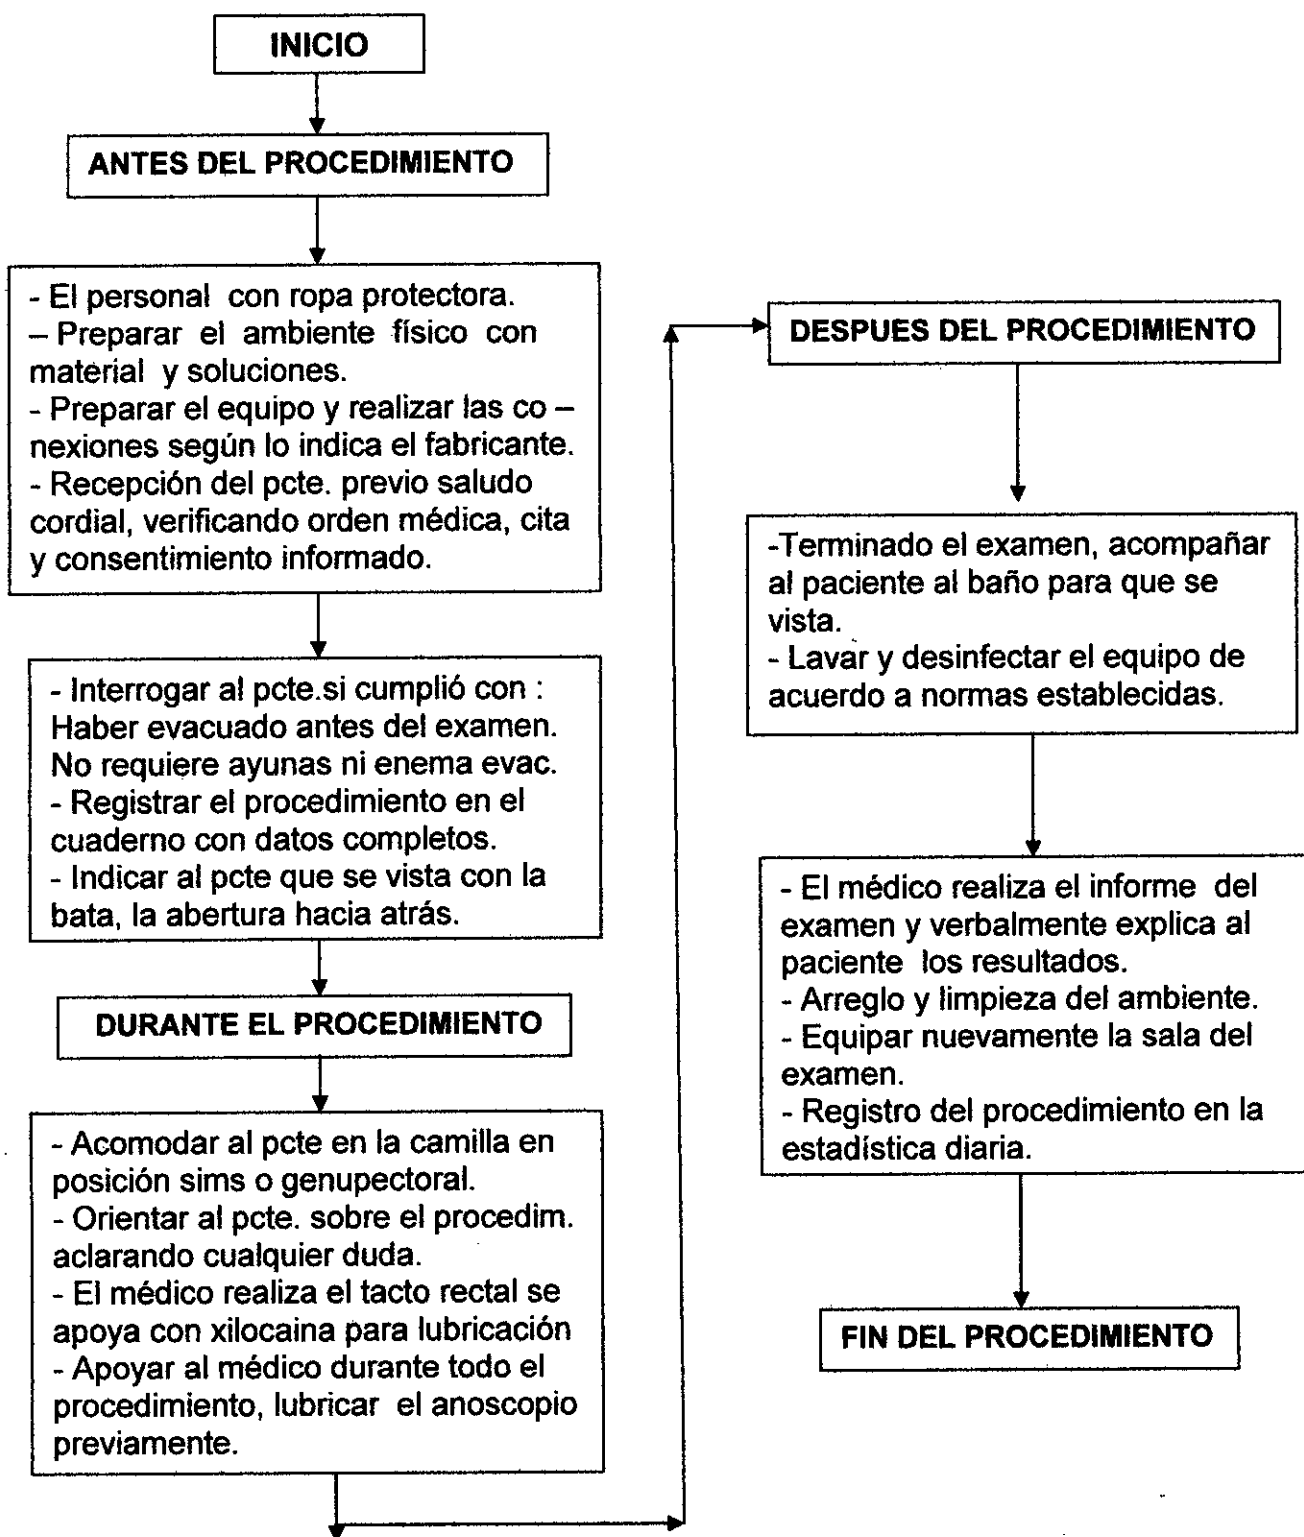 INICIO
ANTES DEL PROCEDIMIENTO
- El personal con ropa protectora.
– Preparar el ambiente físico con
material y soluciones.
- Preparar el equipo y realizar las co –
nexiones según lo indica el fabricante.
- Recepción del pcte. previo saludo
cordial, verificando orden médica, cita
y consentimiento informado.
- Interrogar al pcte.si cumplió con :
Haber evacuado antes del examen.
No requiere ayunas ni enema evac.
- Registrar el procedimiento en el
cuaderno con datos completos.
- Indicar al pcte que se vista con la
bata, la abertura hacia atrás.
DURANTE EL PROCEDIMIENTO
- Acomodar al pcte en la camilla en
posición sims o genupectoral.
- Orientar al pcte. sobre el procedim.
aclarando cualquier duda.
- El médico realiza el tacto rectal se
apoya con xilocaina para lubricación
- Apoyar al médico durante todo el
procedimiento, lubricar el anoscopio
previamente.
DESPUES DEL PROCEDIMIENTO
-Terminado el examen, acompañar
al paciente al baño para que se
vista.
- Lavar y desinfectar el equipo de
acuerdo a normas establecidas.
- El médico realiza el informe del
examen y verbalmente explica al
paciente los resultados.
- Arreglo y limpieza del ambiente.
- Equipar nuevamente la sala del
examen.
- Registro del procedimiento en la
estadística diaria.
FIN DEL PROCEDIMIENTO